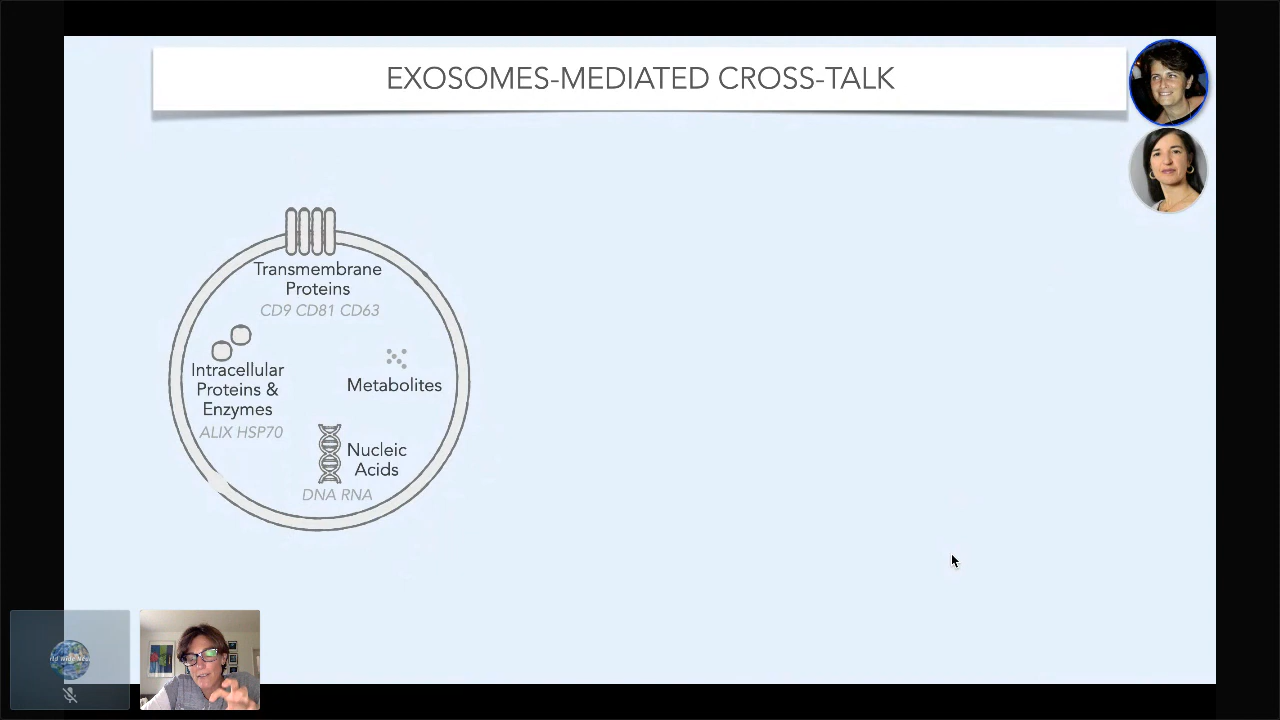 EXOSOMES-MEDIATED CROSS-TALK
Transmembrane
Proteins
CD9 CD81 CD63
Intracellular
Proteins &
Enzymes
ALIX HSP70
Metabolites
Nucleic
Acids
DNA RNA